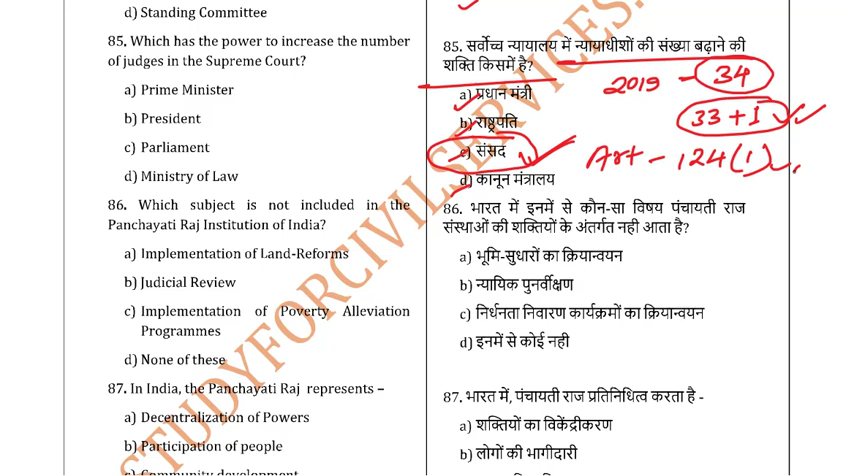 d) Standing Committee
85. Which has the power to increase the number
of judges in the Supreme Court?
a) Prime Minister
b) President
c) Parliament
d) Ministry of Law
86. Which subject is not included in the
Panchayati Raj Institution of India?
a) Implementation of Land-Reforms
b) Judicial Review
c) Implementation of Poverty Alleviation
Programmes
d) None of these
87. In India, the Panchayati Raj represents –
a) Decentralization of Powers
b) Participation of people
c) Community development
85. सर्वोच्च न्यायालय में न्यायाधीशों की संख्या बढ़ाने की
शक्ति किसमें है?
a) प्रधान मंत्री
b) राष्ट्रपति
c) संसद
d) कानून मंत्रालय
2019 - 34
33 + 1
Art - 124(1)
86. भारत में इनमें से कौन-सा विषय पंचायती राज
संस्थाओं की शक्तियों के अंतर्गत नही आता है?
a) भूमि-सुधारों का क्रियान्वयन
b) न्यायिक पुनर्वीक्षण
c) निर्धनता निवारण कार्यक्रमों का क्रियान्वयन
d) इनमें से कोई नही
87. भारत में, पंचायती राज प्रतिनिधित्व करता है -
a) शक्तियों का विकेंद्रीकरण
b) लोगों की भागीदारी
STUDYFORCIVILSERVICES.